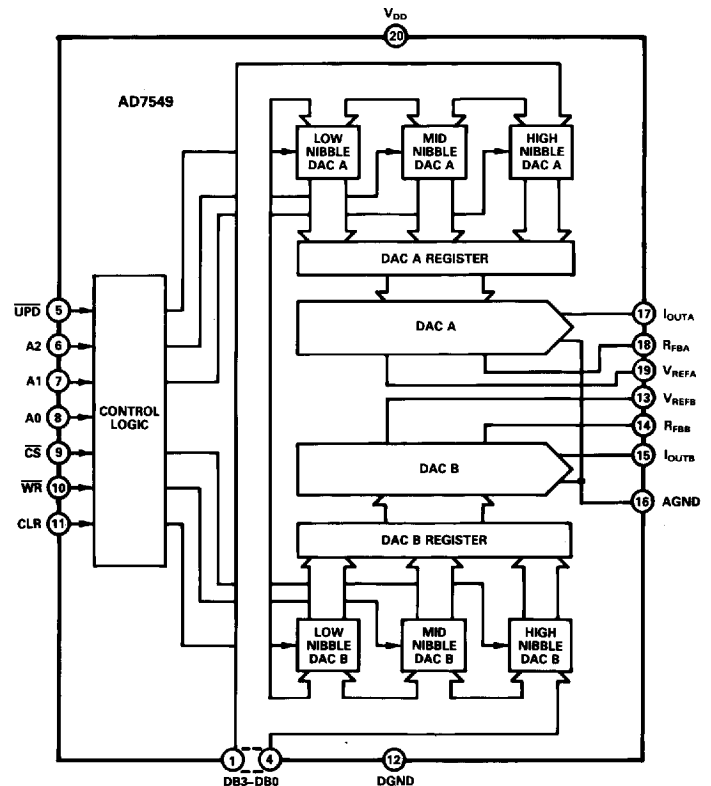 V_DD
20
AD7549
LOW
NIBBLE
DAC A
MID
NIBBLE
DAC A
HIGH
NIBBLE
DAC A
DAC A REGISTER
DAC A
CONTROL
LOGIC
U̅P̅D̅ 5
A2 6
A1 7
A0 8
C̅S̅ 9
W̅R̅ 10
CLR 11
17 I_OUTA
18 R_FBA
19 V_REFA
13 V_REFB
14 R_FBB
15 I_OUTB
16 AGND
DAC B
DAC B REGISTER
LOW
NIBBLE
DAC B
MID
NIBBLE
DAC B
HIGH
NIBBLE
DAC B
1 4 12
DB3–DB0 DGND